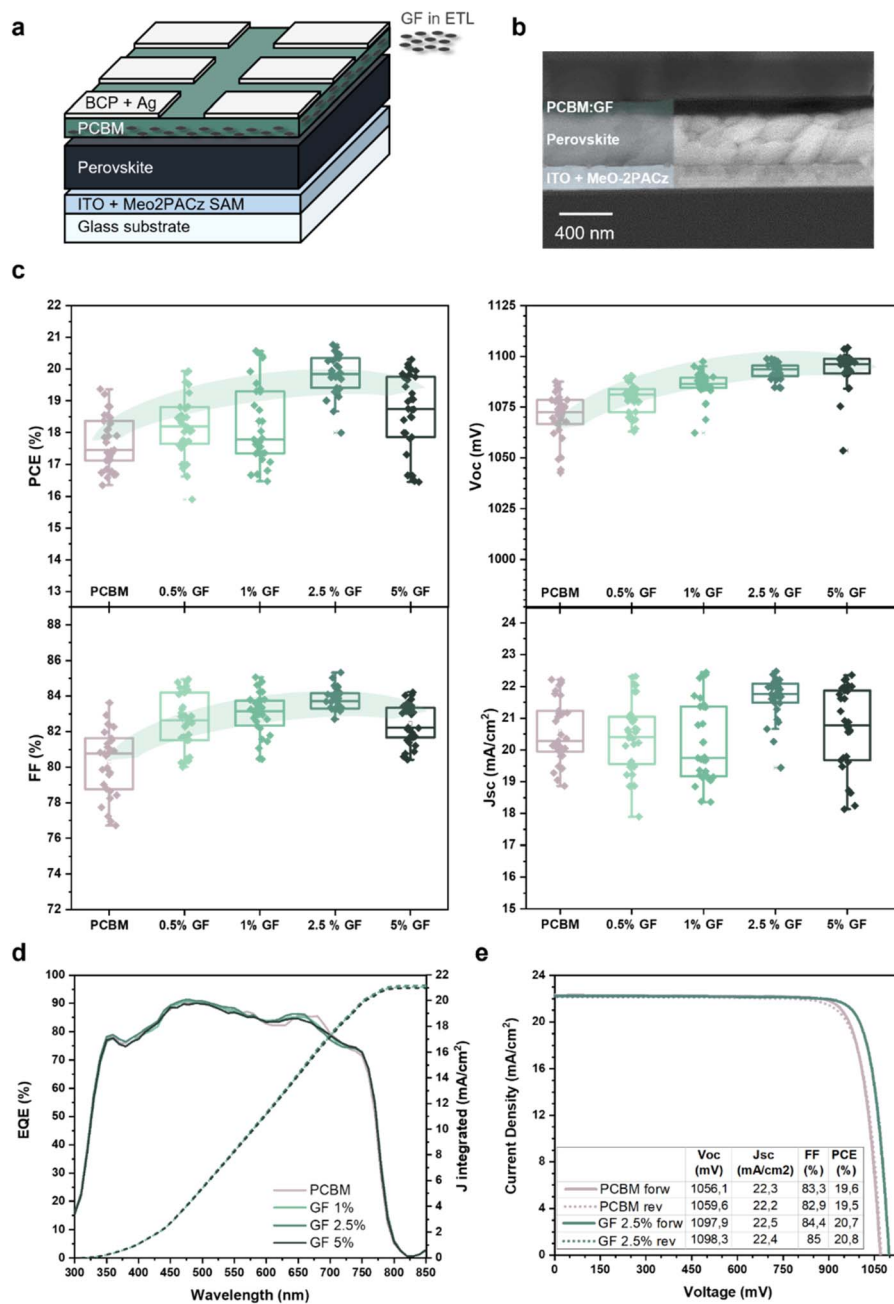 a
GF in ETL
BCP + Ag
PCBM
Perovskite
ITO + Meo2PACz SAM
Glass substrate
b
PCBM:GF
Perovskite
ITO + MeO-2PACz
400 nm
c
22
21
20
19
18
17
16
15
14
13
PCE (%)
PCBM 0.5% GF 1% GF 2.5 % GF 5% GF
1125
1100
1075
1050
1025
1000
Voc (mV)
88
86
84
82
80
78
76
74
72
FF (%)
PCBM 0.5% GF 1% GF 2.5 % GF 5% GF
24
23
22
21
20
19
18
17
16
15
Jsc (mA/cm²)
PCBM 0.5% GF 1% GF 2.5 % GF 5% GF
d
100
90
80
70
60
50
40
30
20
10
0
EQE (%)
22
20
18
16
14
12
10
8
6
4
2
0
J integrated (mA/cm²)
PCBM
GF 1%
GF 2.5%
GF 5%
300 350 400 450 500 550 600 650 700 750 800 850
Wavelength (nm)
e
24
20
16
12
8
4
0
Current Density (mA/cm²)
Voc (mV) Jsc (mA/cm2) FF (%) PCE (%)
PCBM forw 1056,1 22,3 83,3 19,6
PCBM rev 1059,6 22,2 82,9 19,5
GF 2.5% forw 1097,9 22,5 84,4 20,7
GF 2.5% rev 1098,3 22,4 85 20,8
0 150 300 450 600 750 900 1050
Voltage (mV)